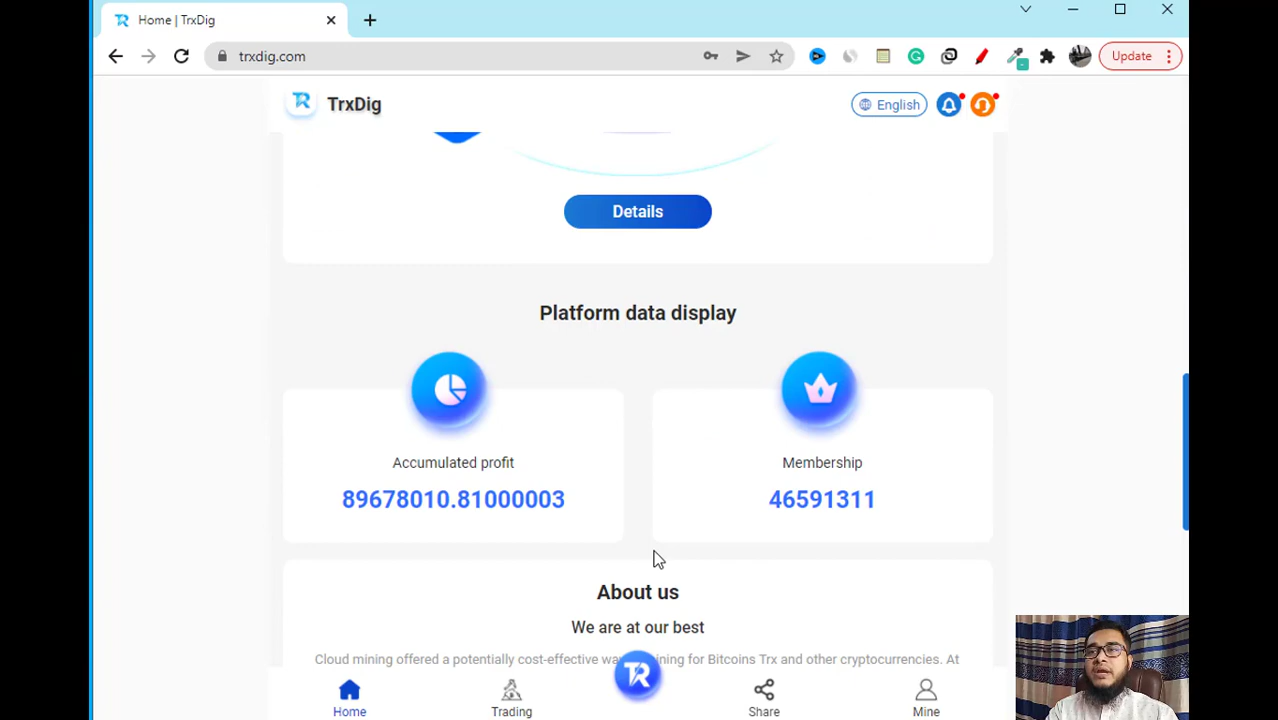 Home | TrxDig
trxdig.com
Update
TrxDig
English
Details
Platform data display
Accumulated profit
89678010.81000003
Membership
46591311
About us
We are at our best
Cloud mining offered a potentially cost-effective wa ining for Bitcoins Trx and other cryptocurrencies. At
Home
Trading
Share
Mine